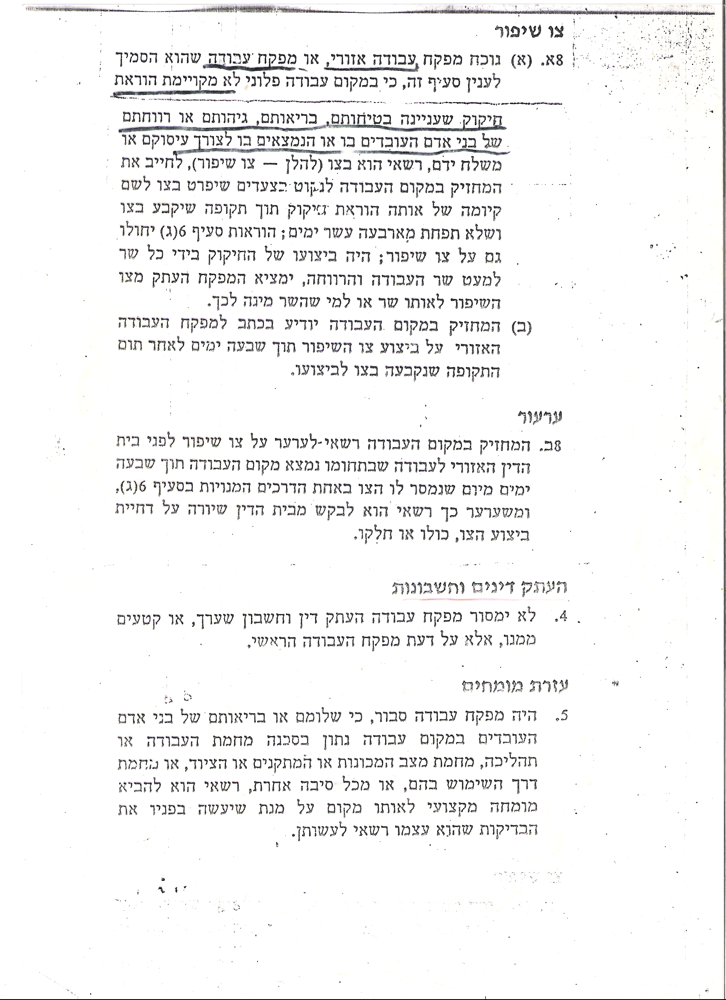 צו שיפור
8א. (א) נוכח מפקח עבודה אזורי, או מפקח עבודה שהוא הסמיך
לענין סעיף זה, כי במקום עבודה פלוני לא מקויימת הוראת
חיקוק שעניינה בטיחותם, בריאותם, גיהותם או רווחתם
של בני אדם העובדים בו או הנמצאים בו לצורך עיסוקם או
משלח ידם, רשאי הוא בצו (להלן — צו שיפור), לחייב את
המחזיק במקום העבודה לנקוט בצעדים שיפרט בצו לשם
קיומה של אותה הוראת חיקוק תוך תקופה שיקבע בצו
ושלא תפחת מארבעה עשר ימים; הוראות סעיף 6(ג) יחולו
גם על צו שיפור; היה ביצועו של החיקוק בידי כל שר
למעט שר העבודה והרווחה, ימציא המפקח העתק מצו
השיפור לאותו שר או למי שהשר מינה לכך.
(ב) המחזיק במקום העבודה יודיע בכתב למפקח העבודה
האזורי על ביצוע צו השיפור תוך שבעה ימים לאחר תום
התקופה שנקבעה בצו לביצועו.
ערעור
8ב. המחזיק במקום העבודה רשאי-לערער על צו שיפור לפני בית
הדין האזורי לעבודה שבתחומו נמצא מקום העבודה תוך שבעה
ימים מיום שנמסר לו הצו באחת הדרכים המנויות בסעיף 6(ג),
ומשערער כך רשאי הוא לבקש מבית הדין שיורה על דחיית
ביצוע הצו, כולו או חלקו.
העתק דינים וחשבונות
4. לא ימסור מפקח עבודה העתק דין וחשבון שערך, או קטעים
ממנו, אלא על דעת מפקח העבודה הראשי.
עזרת מומחים
5. היה מפקח עבודה סבור, כי שלומם או בריאותם של בני אדם
העובדים במקום עבודה נתון בסכנה מחמת העבודה או
תהליכה, מחמת מצב המכונות או המתקנים או הציוד, או מחמת
דרך השימוש בהם, או מכל סיבה אחרת, רשאי הוא להביא
מומחה מקצועי לאותו מקום על מנת שיעשה בפניו את
הבדיקות שהוא עצמו רשאי לעשותן.